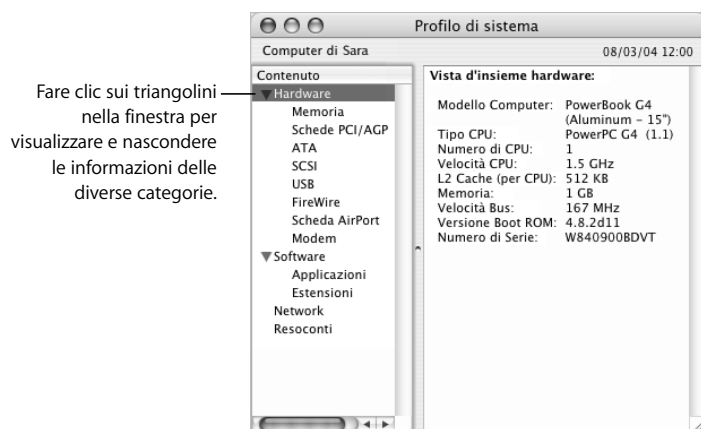 Profilo di sistema
Computer di Sara
08/03/04 12:00
Fare clic sui triangolini
nella finestra per
visualizzare e nascondere
le informazioni delle
diverse categorie.
Contenuto
Hardware
Memoria
Schede PCI/AGP
ATA
SCSI
USB
FireWire
Scheda AirPort
Modem
Software
Applicazioni
Estensioni
Network
Resoconti
Vista d'insieme hardware:
Modello Computer: PowerBook G4
(Aluminum – 15")
Tipo CPU: PowerPC G4 (1.1)
Numero di CPU: 1
Velocità CPU: 1.5 GHz
L2 Cache (per CPU): 512 KB
Memoria: 1 GB
Velocità Bus: 167 MHz
Versione Boot ROM: 4.8.2d11
Numero di Serie: W840900BDVT